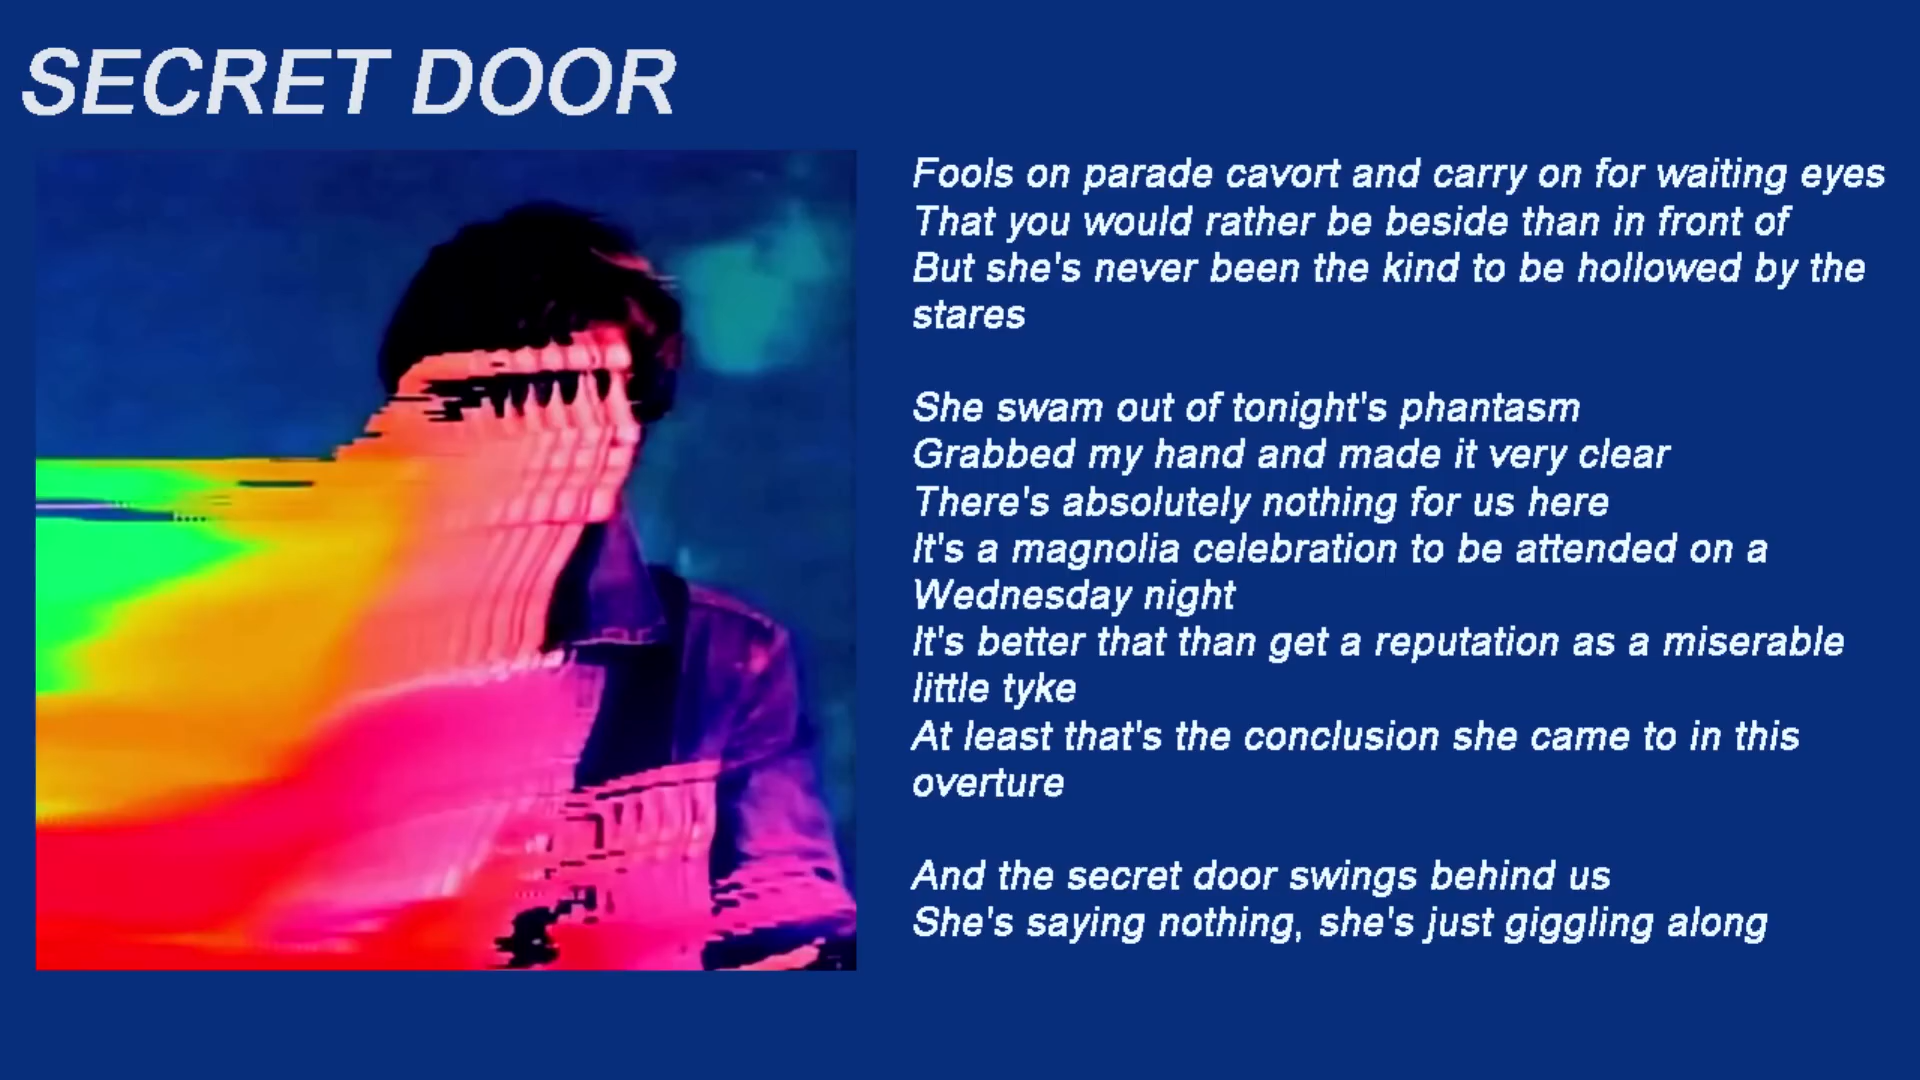 SECRET DOOR
Fools on parade cavort and carry on for waiting eyes
That you would rather be beside than in front of
But she's never been the kind to be hollowed by the
stares
She swam out of tonight's phantasm
Grabbed my hand and made it very clear
There's absolutely nothing for us here
It's a magnolia celebration to be attended on a
Wednesday night
It's better that than get a reputation as a miserable
little tyke
At least that's the conclusion she came to in this
overture
And the secret door swings behind us
She's saying nothing, she's just giggling along